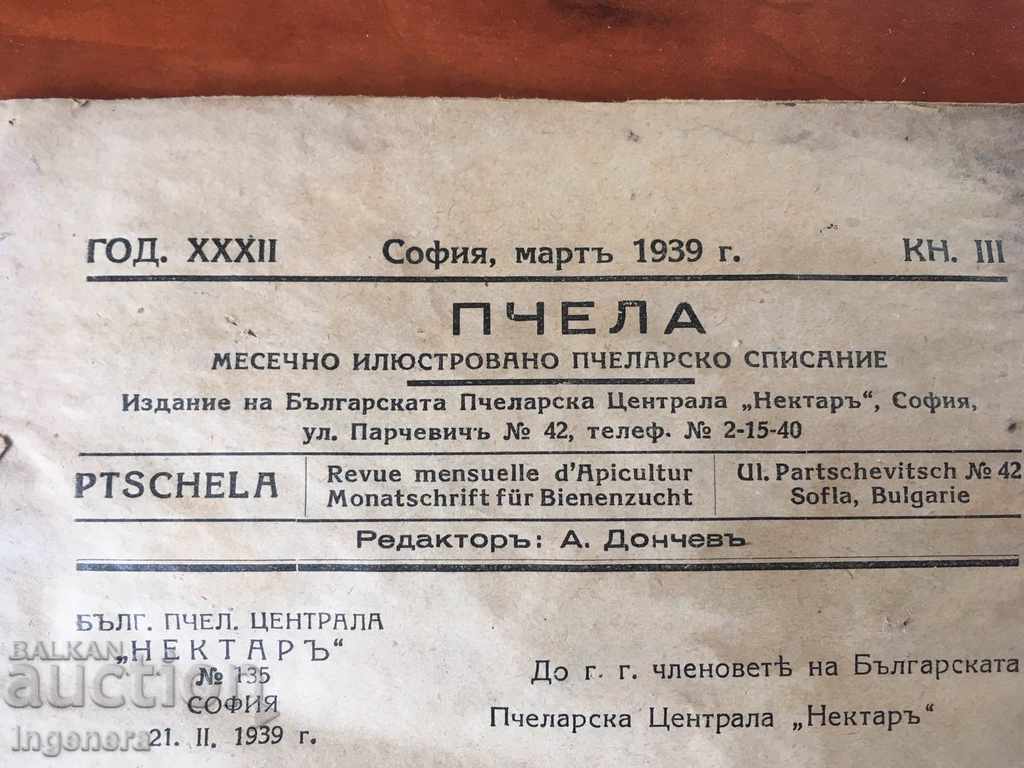 ГОД. XXXII София, мартъ 1939 г. КН. III
ПЧЕЛА
МЕСЕЧНО ИЛЮСТРОВАНО ПЧЕЛАРСКО СПИСАНИЕ
Издание на Българската Пчеларска Централа „Нектаръ“, София,
ул. Парчевичъ № 42, телеф. № 2-15-40
PTSCHELA
Revue mensuelle d'Apicultur
Monatschrift für Bienenzucht
Ul. Partschevitsch № 42
Sofla, Bulgarie
Редакторъ: А. Дончевъ
БЪЛГ. ПЧЕЛ. ЦЕНТРАЛА
„НЕКТАРЪ“
№ 135
СОФИЯ
21. II. 1939 г.
До г. г. членоветѣ на Българската
Пчеларска Централа „Нектаръ“
BALKAN
auction
Ingenera